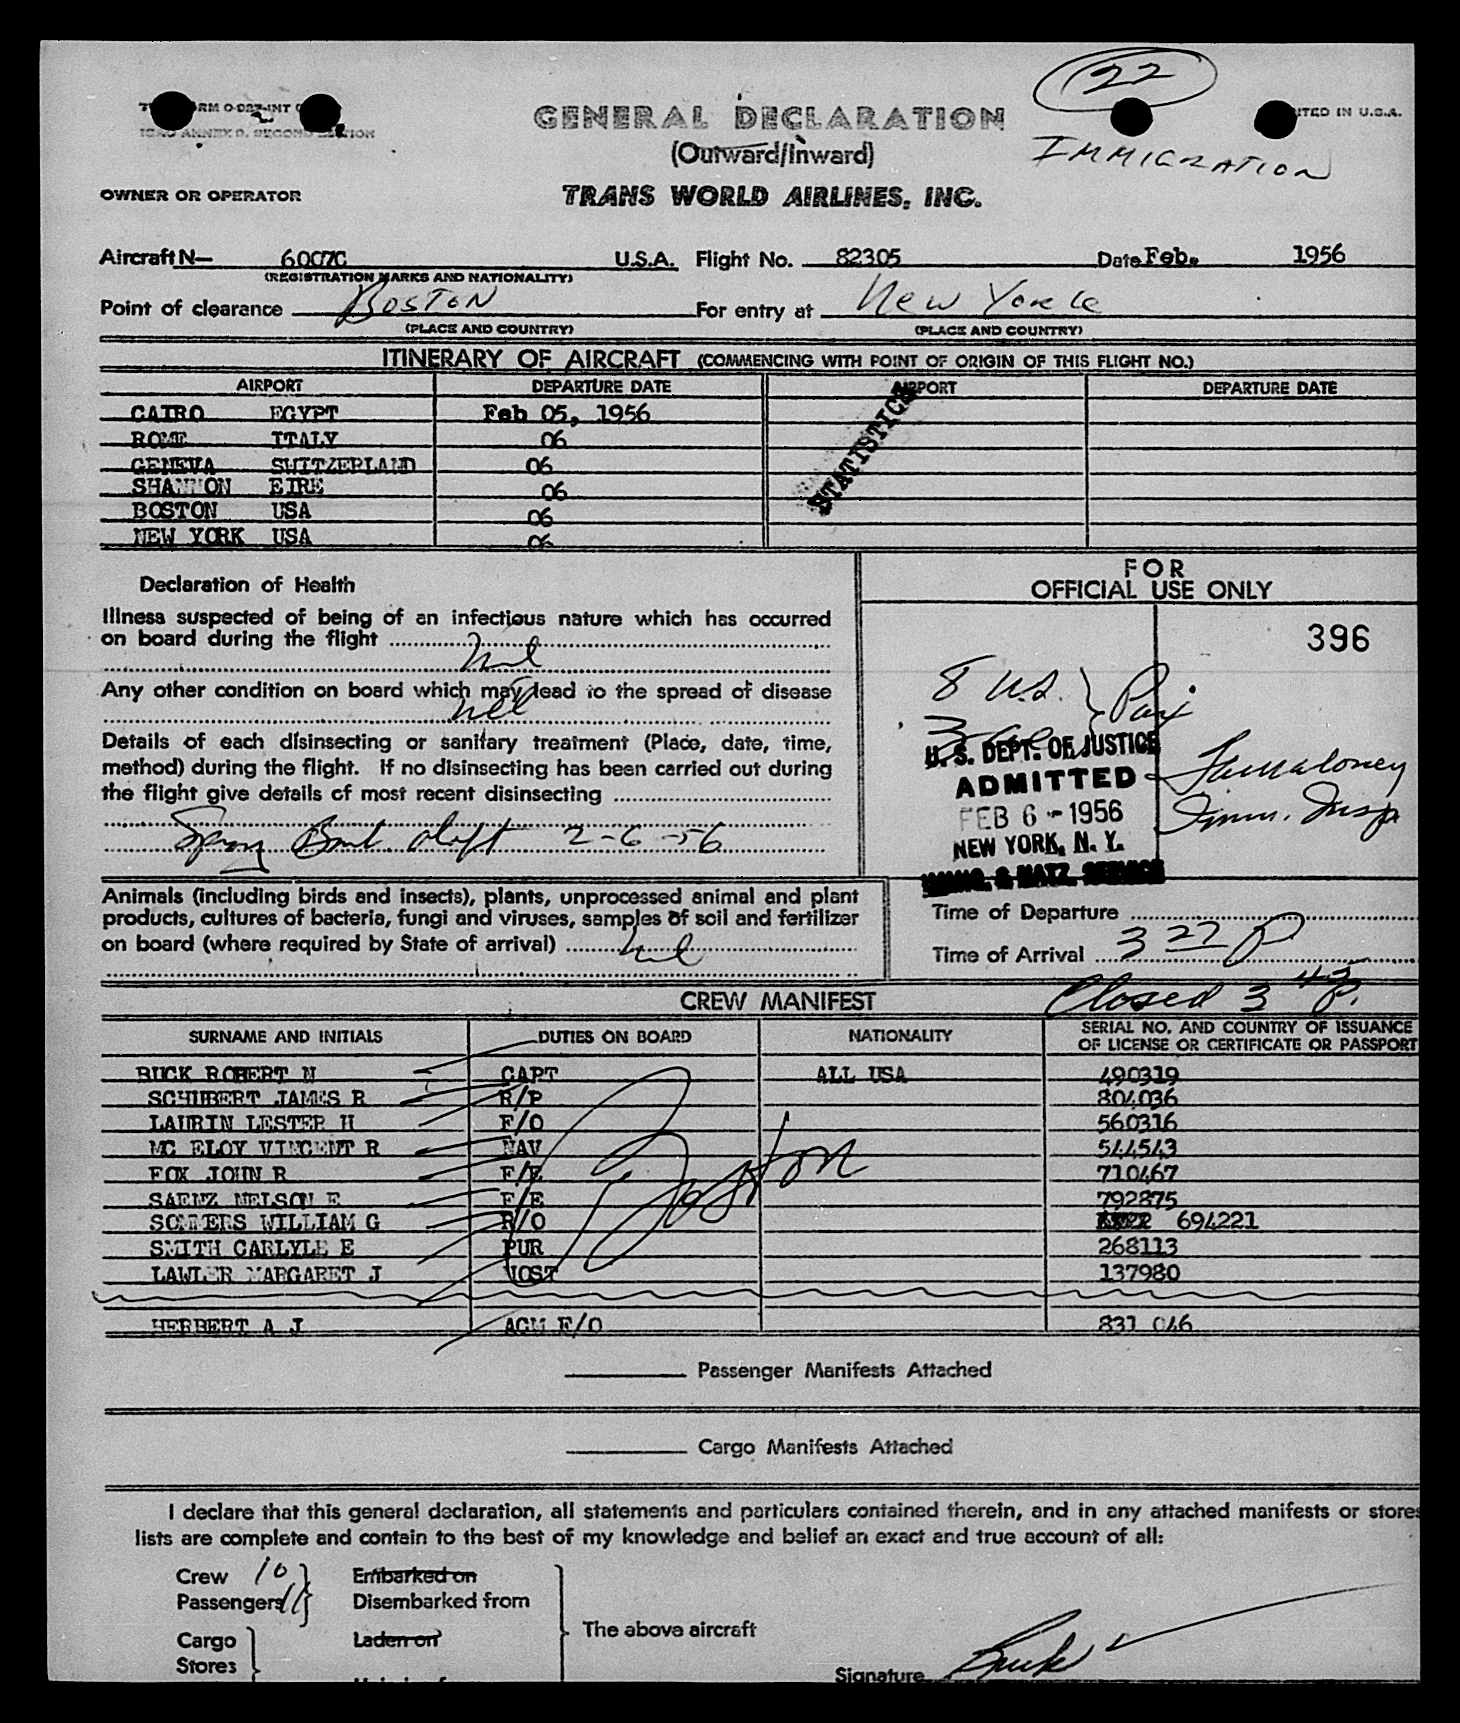 22
GENERAL DECLARATION
(Outward/Inward)
IMMIGRATION
OWNER OR OPERATOR TRANS WORLD AIRLINES, INC.
Aircraft N— 6007C U.S.A. Flight No. 82305 Date Feb. 1956
(REGISTRATION MARKS AND NATIONALITY)
Point of clearance BOSTON For entry at New York
(PLACE AND COUNTRY) (PLACE AND COUNTRY)
ITINERARY OF AIRCRAFT (COMMENCING WITH POINT OF ORIGIN OF THIS FLIGHT NO.)
AIRPORT DEPARTURE DATE AIRPORT DEPARTURE DATE
CAIRO EGYPT Feb 05, 1956
ROME ITALY 06
GENEVA SWITZERLAND 06
SHANNON EIRE 06
BOSTON USA 06
NEW YORK USA 06
STATISTICS
Declaration of Health
Illness suspected of being of an infectious nature which has occurred
on board during the flight
nil
Any other condition on board which may lead to the spread of disease
nil
Details of each disinsecting or sanitary treatment (Place, date, time,
method) during the flight. If no disinsecting has been carried out during
the flight give details of most recent disinsecting
Spray Bomb Aloft 2-6-56
FOR
OFFICIAL USE ONLY
396
8 U.S.
U. S. DEPT. OF JUSTICE
ADMITTED
FEB 6 - 1956
NEW YORK, N. Y.
IMMIG. & NATZ. SERVICE
Maloney
Imm. Insp
Animals (including birds and insects), plants, unprocessed animal and plant
products, cultures of bacteria, fungi and viruses, samples of soil and fertilizer
on board (where required by State of arrival) nil
Time of Departure
Time of Arrival 3 27 P
Closed 3 43 P.
CREW MANIFEST
SURNAME AND INITIALS DUTIES ON BOARD NATIONALITY SERIAL NO. AND COUNTRY OF ISSUANCE
OF LICENSE OR CERTIFICATE OR PASSPORT
BUCK ROBERT N CAPT ALL USA 490319
SCHUBERT JAMES R R/P 804036
LAURIN LESTER H F/O 560316
MC ELOY VINCENT R NAV 544543
FOX JOHN R F/E 710467
SAENZ NELSON E F/E 792875
SOMMERS WILLIAM G R/O 694221
SMITH CARLYLE E PUR 268113
LAWLER MARGARET J HOST 137980
Boston
HERBERT A J ACM F/O 831 046
Passenger Manifests Attached
Cargo Manifests Attached
I declare that this general declaration, all statements and particulars contained therein, and in any attached manifests or stores
lists are complete and contain to the best of my knowledge and belief an exact and true account of all:
Crew 10 Embarked on
Passengers 11 Disembarked from
The above aircraft
Cargo Laden on
Stores
Signature Buck